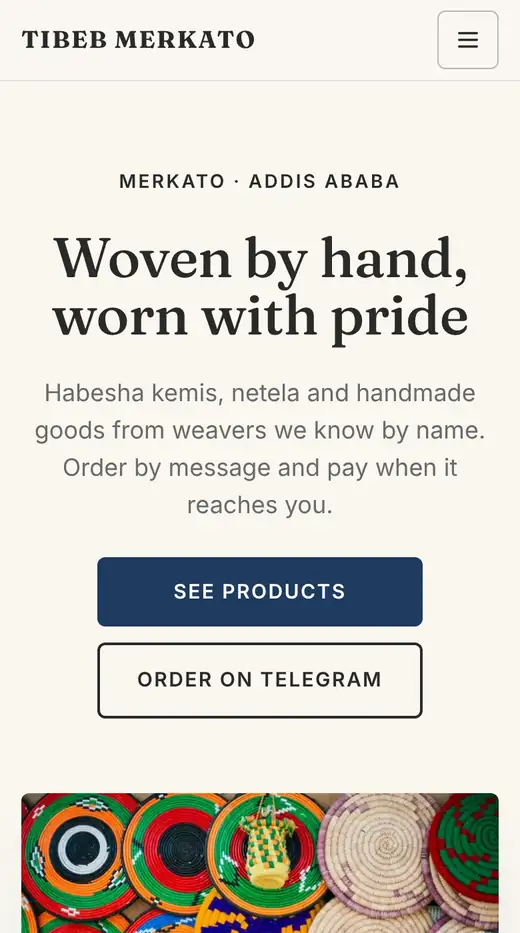 TIBEB MERKATO
MERKATO · ADDIS ABABA
Woven by hand,
worn with pride
Habesha kemis, netela and handmade
goods from weavers we know by name.
Order by message and pay when it
reaches you.
SEE PRODUCTS
ORDER ON TELEGRAM